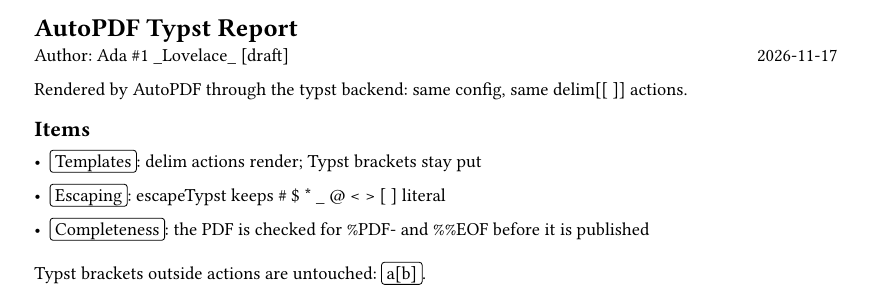 AutoPDF Typst Report
Author: Ada #1 _Lovelace_ [draft] 2026-11-17
Rendered by AutoPDF through the typst backend: same config, same delim[[ ]] actions.
Items
• Templates: delim actions render; Typst brackets stay put
• Escaping: escapeTypst keeps # $ * _ @ < > [ ] literal
• Completeness: the PDF is checked for %PDF- and %%EOF before it is published
Typst brackets outside actions are untouched: a[b].